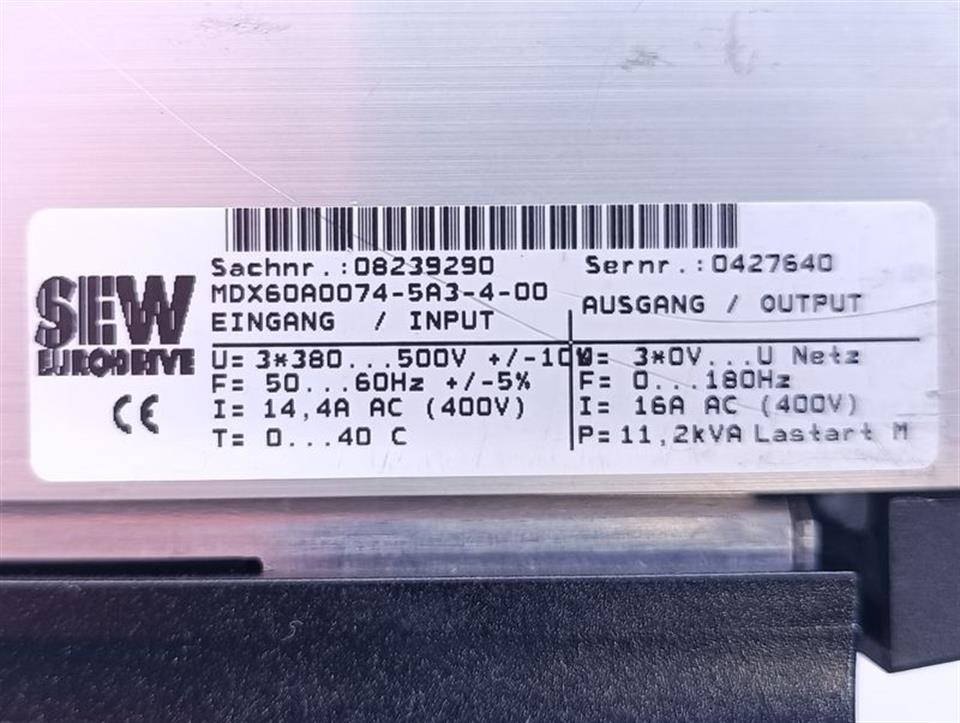 Sachnr.:08239290 Sernr.:0427640
MDX60A0074-5A3-4-00
AUSGANG / OUTPUT
EINGANG / INPUT
SEW
EURODRIVE
U= 3*380...500V +/-10 U= 3*0V...U Netz
F= 50...60Hz +/-5% F= 0...180Hz
I= 14,4A AC (400V) I= 16A AC (400V)
T= 0...40 C P= 11,2kVA Lastart M
CE